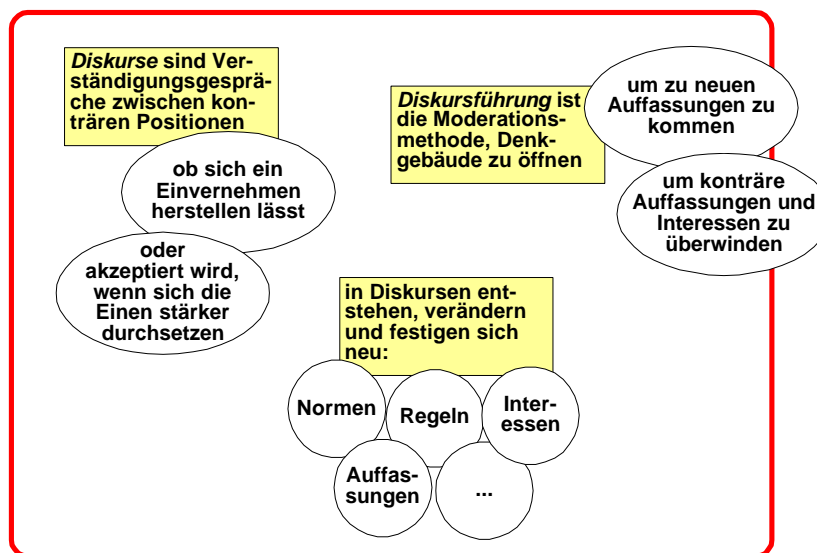 Diskurse sind Ver-
ständigungsgesprä-
che zwischen kon-
trären Positionen
ob sich ein
Einvernehmen
herstellen lässt
oder
akzeptiert wird,
wenn sich die
Einen stärker
durchsetzen
Diskursführung ist
die Moderations-
methode, Denk-
gebäude zu öffnen
um zu neuen
Auffassungen zu
kommen
um konträre
Auffassungen und
Interessen zu
überwinden
in Diskursen ent-
stehen, verändern
und festigen sich
neu:
Normen
Regeln
Inter-
essen
Auffas-
sungen
...